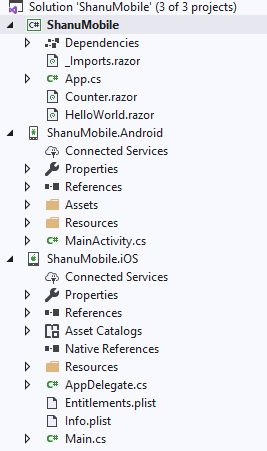 Solution 'ShanuMobile' (3 of 3 projects)
C# ShanuMobile
Dependencies
_Imports.razor
C# App.cs
Counter.razor
HelloWorld.razor
ShanuMobile.Android
Connected Services
Properties
References
Assets
Resources
C# MainActivity.cs
ShanuMobile.iOS
Connected Services
Properties
References
Asset Catalogs
Native References
Resources
C# AppDelegate.cs
Entitlements.plist
Info.plist
C# Main.cs